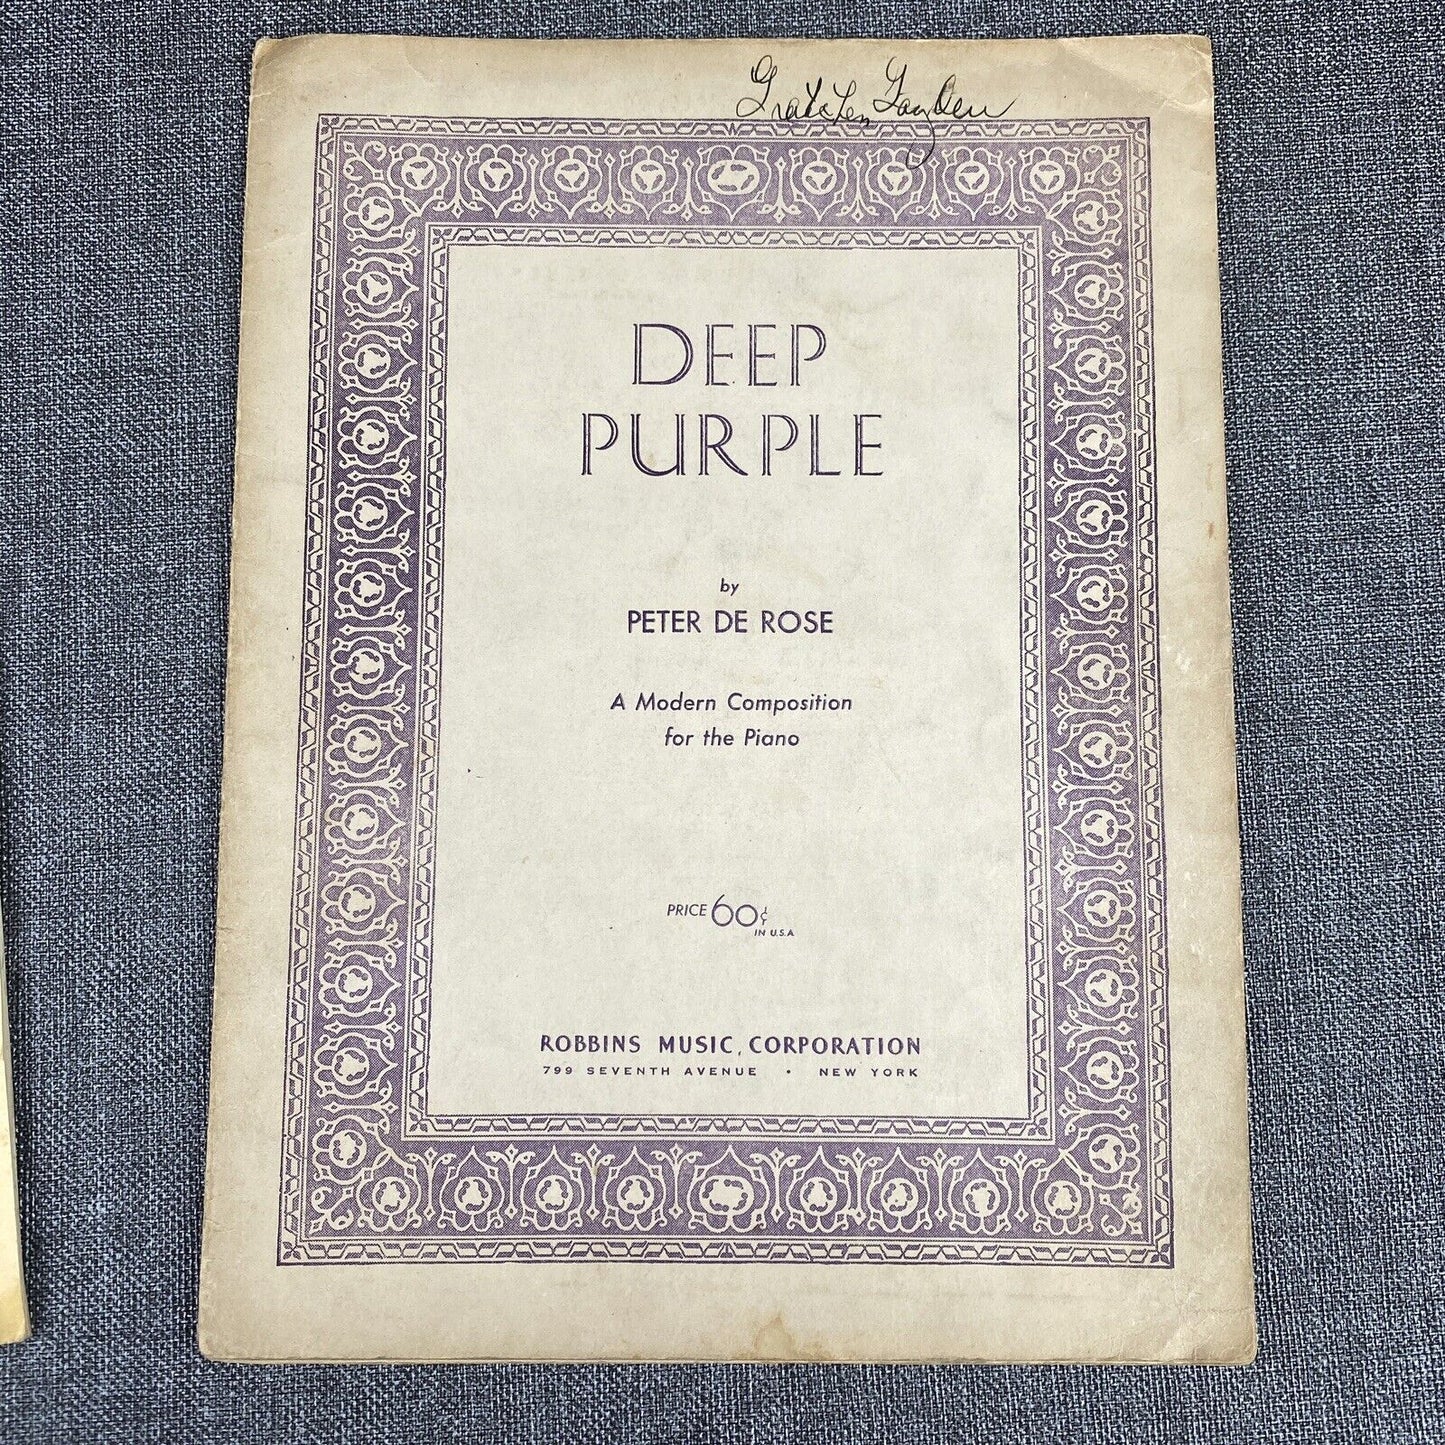 DEEP
PURPLE
by
PETER DE ROSE
A Modern Composition
for the Piano
PRICE 60¢
IN U.S.A
ROBBINS MUSIC CORPORATION
799 SEVENTH AVENUE • NEW YORK